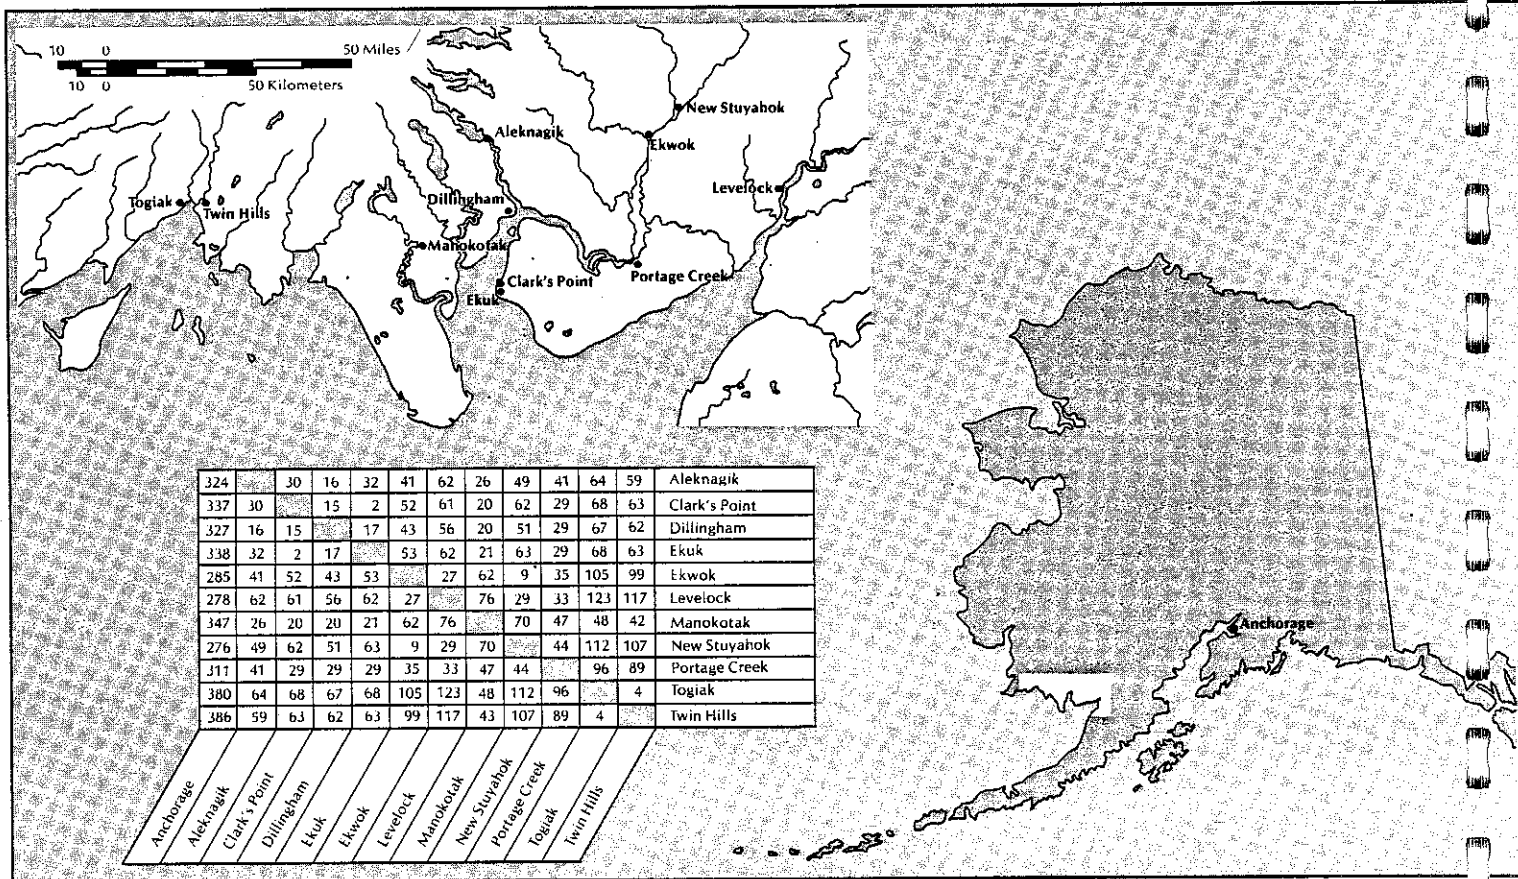 10 0 50 Miles
10 0 50 Kilometers
New Stuyahok
Aleknagik
Ekwok
Levelock
Dillingham
Togiak
Twin Hills
Manokotak
Portage Creek
Clark's Point
Ekuk
Anchorage
324 30 16 32 41 62 26 49 41 64 59 Aleknagik
337 30 15 2 52 61 20 62 29 68 63 Clark's Point
327 16 15 17 43 56 20 51 29 67 62 Dillingham
338 32 2 17 53 62 21 63 29 68 63 Ekuk
285 41 52 43 53 27 62 9 35 105 99 Ekwok
278 62 61 56 62 27 76 29 33 123 117 Levelock
347 26 20 20 21 62 76 70 47 48 42 Manokotak
276 49 62 51 63 9 29 70 44 112 107 New Stuyahok
311 41 29 29 29 35 33 47 44 96 89 Portage Creek
380 64 68 67 68 105 123 48 112 96 4 Togiak
386 59 63 62 63 99 117 43 107 89 4 Twin Hills
Anchorage
Aleknagik
Clark's Point
Dillingham
Ekuk
Ekwok
Levelock
Manokotak
New Stuyahok
Portage Creek
Togiak
Twin Hills